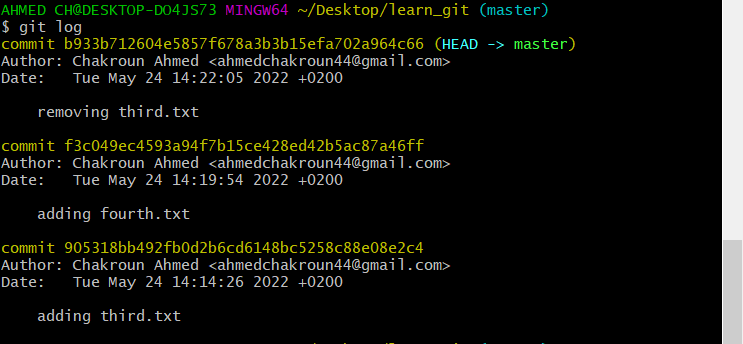 AHMED CH@DESKTOP-DO4JS73 MINGW64 ~/Desktop/learn_git (master)
$ git log
commit b933b712604e5857f678a3b3b15efa702a964c66 (HEAD -> master)
Author: Chakroun Ahmed <ahmedchakroun44@gmail.com>
Date:   Tue May 24 14:22:05 2022 +0200
    removing third.txt
commit f3c049ec4593a94f7b15ce428ed42b5ac87a46ff
Author: Chakroun Ahmed <ahmedchakroun44@gmail.com>
Date:   Tue May 24 14:19:54 2022 +0200
    adding fourth.txt
commit 905318bb492fb0d2b6cd6148bc5258c88e08e2c4
Author: Chakroun Ahmed <ahmedchakroun44@gmail.com>
Date:   Tue May 24 14:14:26 2022 +0200
    adding third.txt